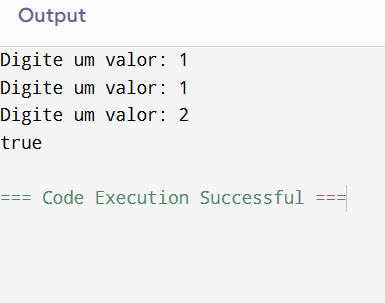 Output
Digite um valor: 1
Digite um valor: 1
Digite um valor: 2
true
=== Code Execution Successful ===